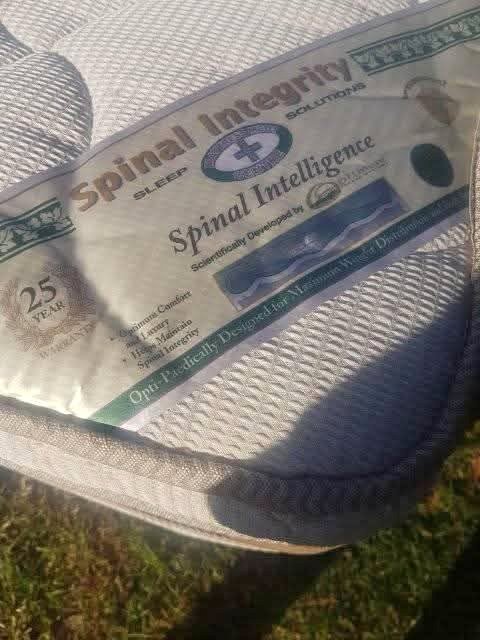 Spinal Integrity
SLEEP SOLUTIONS
Spinal Intelligence
Scientifically Developed by
25
YEAR
WARRANTY
• Optimum Comfort
and Luxury
• Helps Maintain
Spinal Integrity
Opti-Paedically Designed for Maximum Weight Distribution